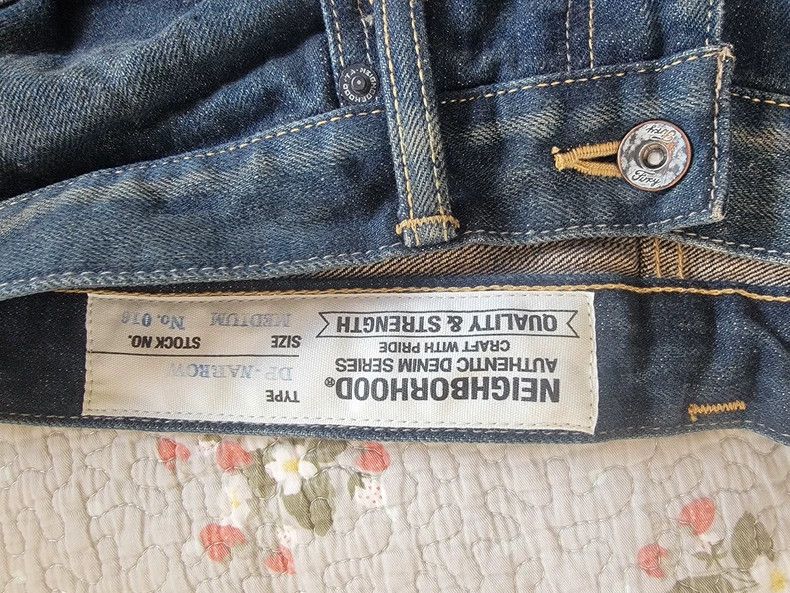 NEIGHBORHOOD®
AUTHENTIC DENIM SERIES
CRAFT WITH PRIDE
QUALITY & STRENGTH
TYPE
DP-NARROW
SIZE
MEDIUM
STOCK NO.
No. 016